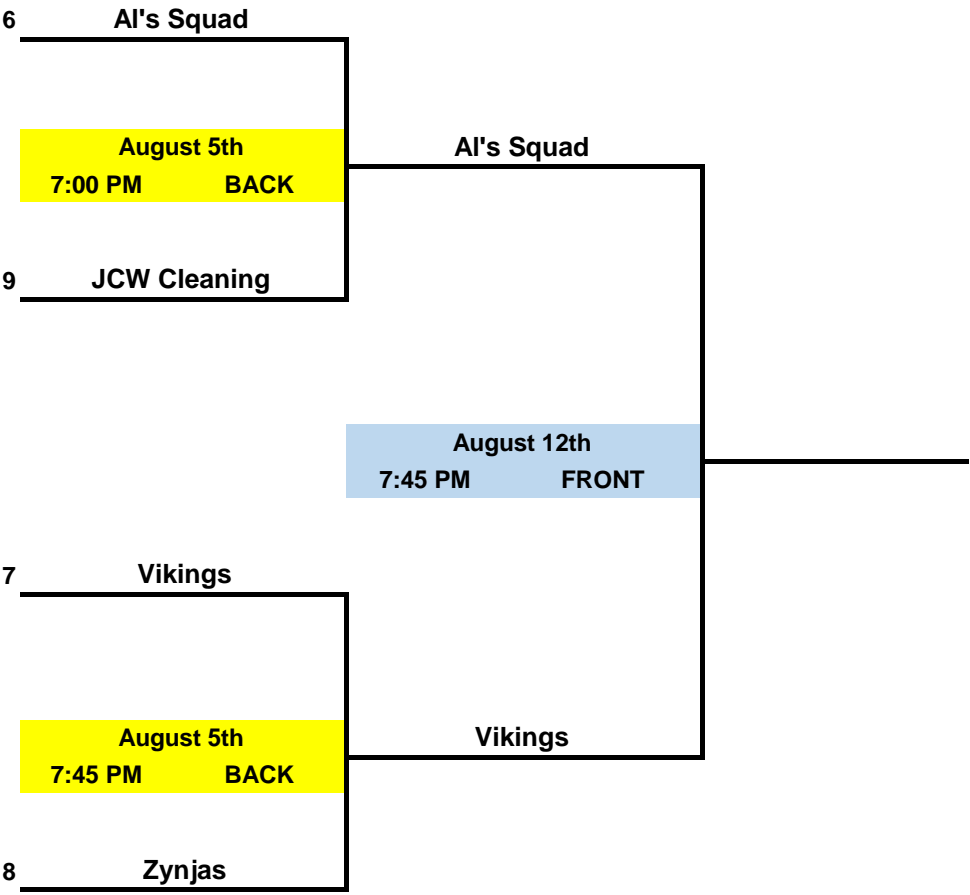 6 Al's Squad
August 5th
7:00 PM BACK
Al's Squad
9 JCW Cleaning
August 12th
7:45 PM FRONT
7 Vikings
August 5th
7:45 PM BACK
Vikings
8 Zynjas